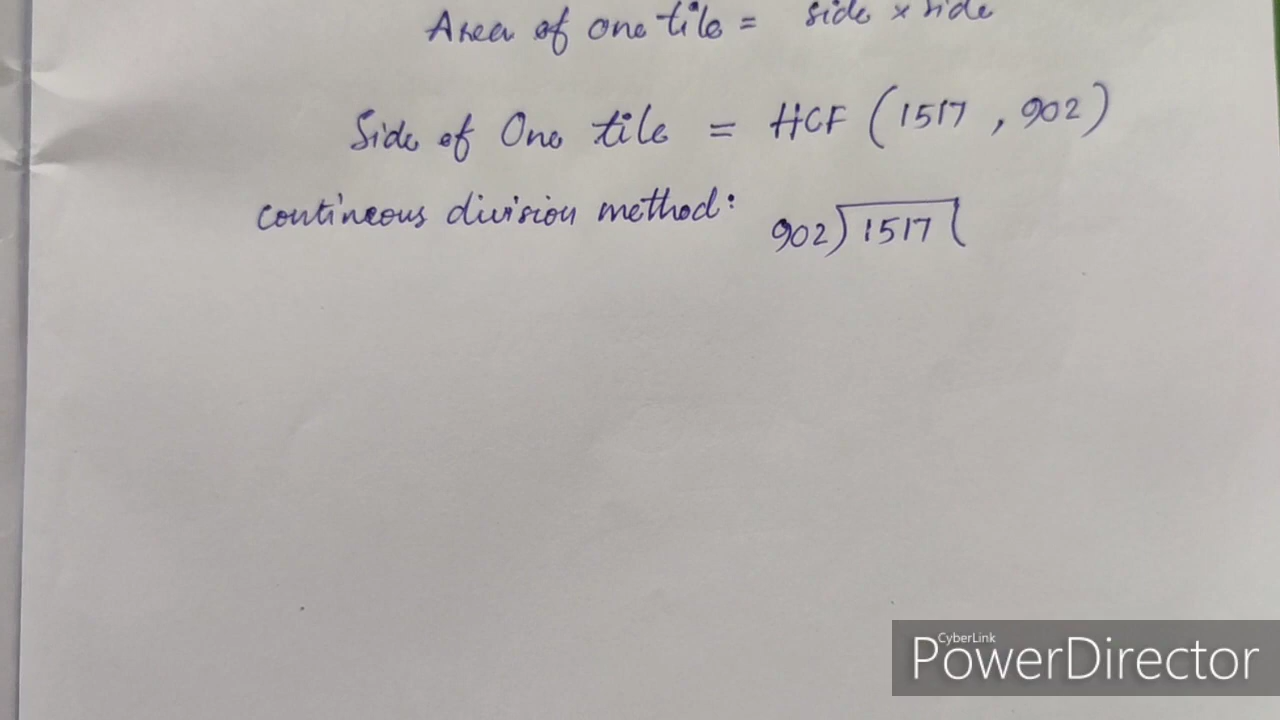 Area of one tile = side × side
Side of One tile = HCF (1517 , 902)
contineous division method: 902)1517(
CyberLink
PowerDirector